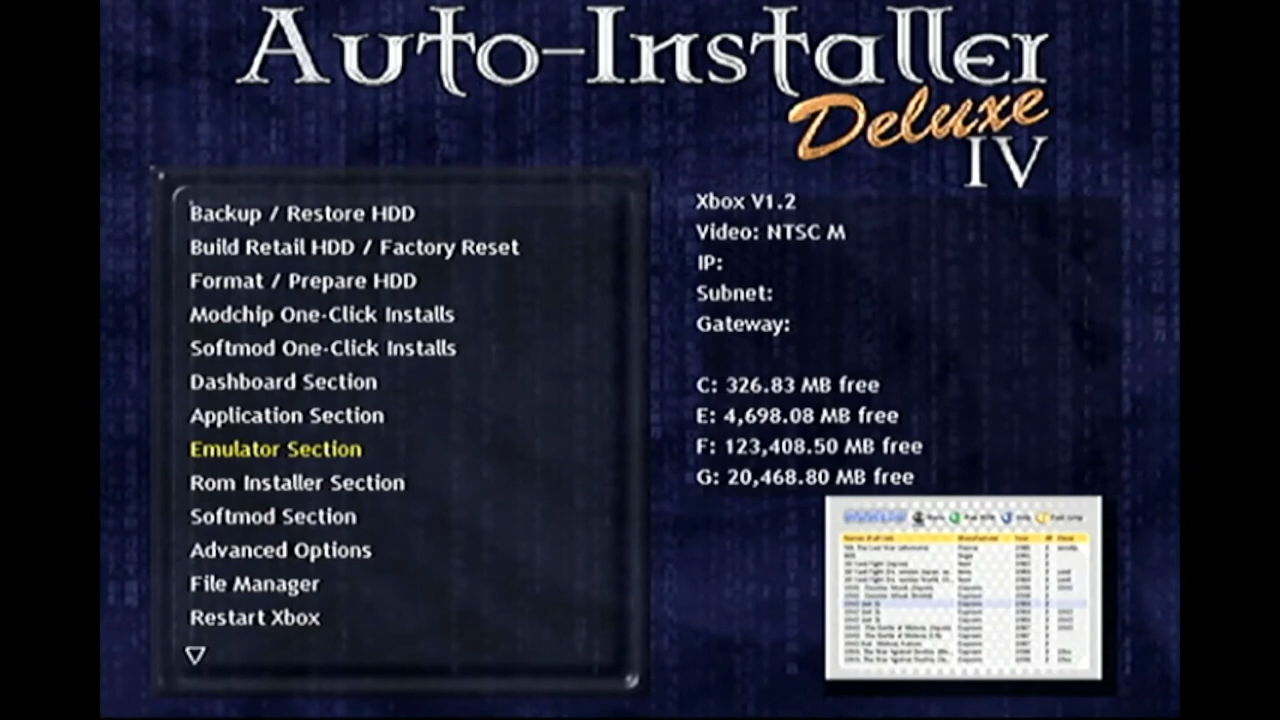 Auto-Installer
Deluxe
IV
Backup / Restore HDD
Build Retail HDD / Factory Reset
Format / Prepare HDD
Modchip One-Click Installs
Softmod One-Click Installs
Dashboard Section
Application Section
Emulator Section
Rom Installer Section
Softmod Section
Advanced Options
File Manager
Restart Xbox
Xbox V1.2
Video: NTSC M
IP:
Subnet:
Gateway:
C: 326.83 MB free
E: 4,698.08 MB free
F: 123,408.50 MB free
G: 20,468.80 MB free